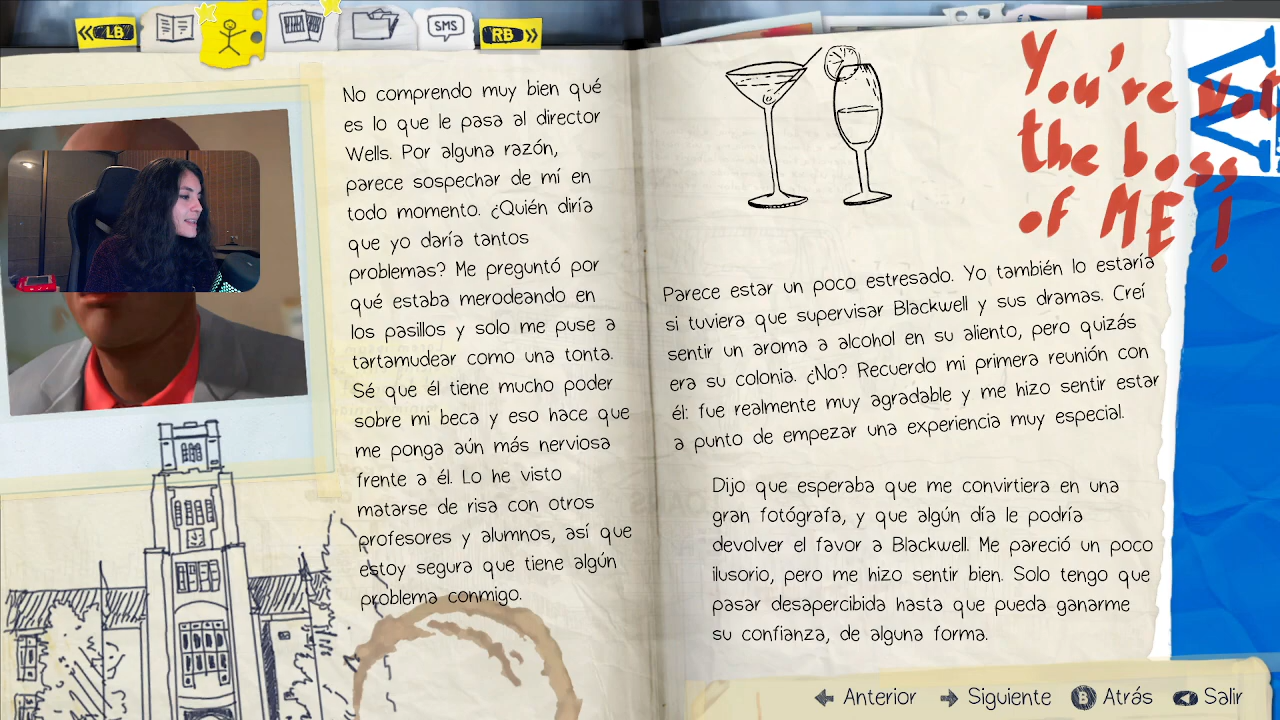 LB
SMS
RB
No comprendo muy bien qué
es lo que le pasa al director
Wells. Por alguna razón,
parece sospechar de mí en
todo momento. ¿Quién diría
que yo daría tantos
problemas? Me preguntó por
qué estaba merodeando en
los pasillos y solo me puse a
tartamudear como una tonta.
Sé que él tiene mucho poder
sobre mi beca y eso hace que
me ponga aún más nerviosa
frente a él. Lo he visto
matarse de risa con otros
profesores y alumnos, así que
estoy segura que tiene algún
problema conmigo.
You're not
the boss
of ME!
W
Parece estar un poco estresado. Yo también lo estaría
si tuviera que supervisar Blackwell y sus dramas. Creí
sentir un aroma a alcohol en su aliento, pero quizás
era su colonia. ¿No? Recuerdo mi primera reunión con
él: fue realmente muy agradable y me hizo sentir estar
a punto de empezar una experiencia muy especial.
Dijo que esperaba que me convirtiera en una
gran fotógrafa, y que algún día le podría
devolver el favor a Blackwell. Me pareció un poco
ilusorio, pero me hizo sentir bien. Solo tengo que
pasar desapercibida hasta que pueda ganarme
su confianza, de alguna forma.
Anterior Siguiente B Atrás Salir